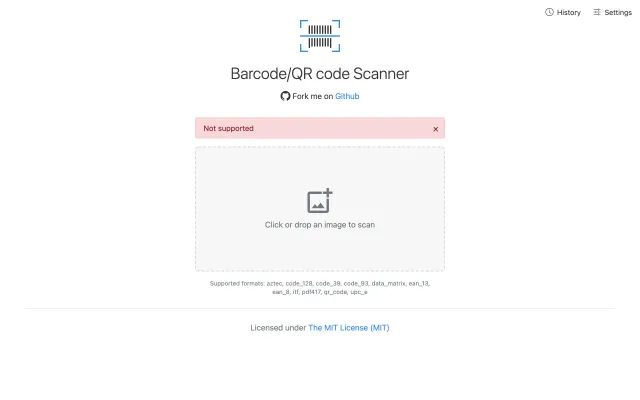 History
Settings
Barcode/QR code Scanner
Fork me on Github
Not supported
×
Click or drop an image to scan
Supported formats: aztec, code_128, code_39, code_93, data_matrix, ean_13,
ean_8, itf, pdf417, qr_code, upc_e
Licensed under The MIT License (MIT)